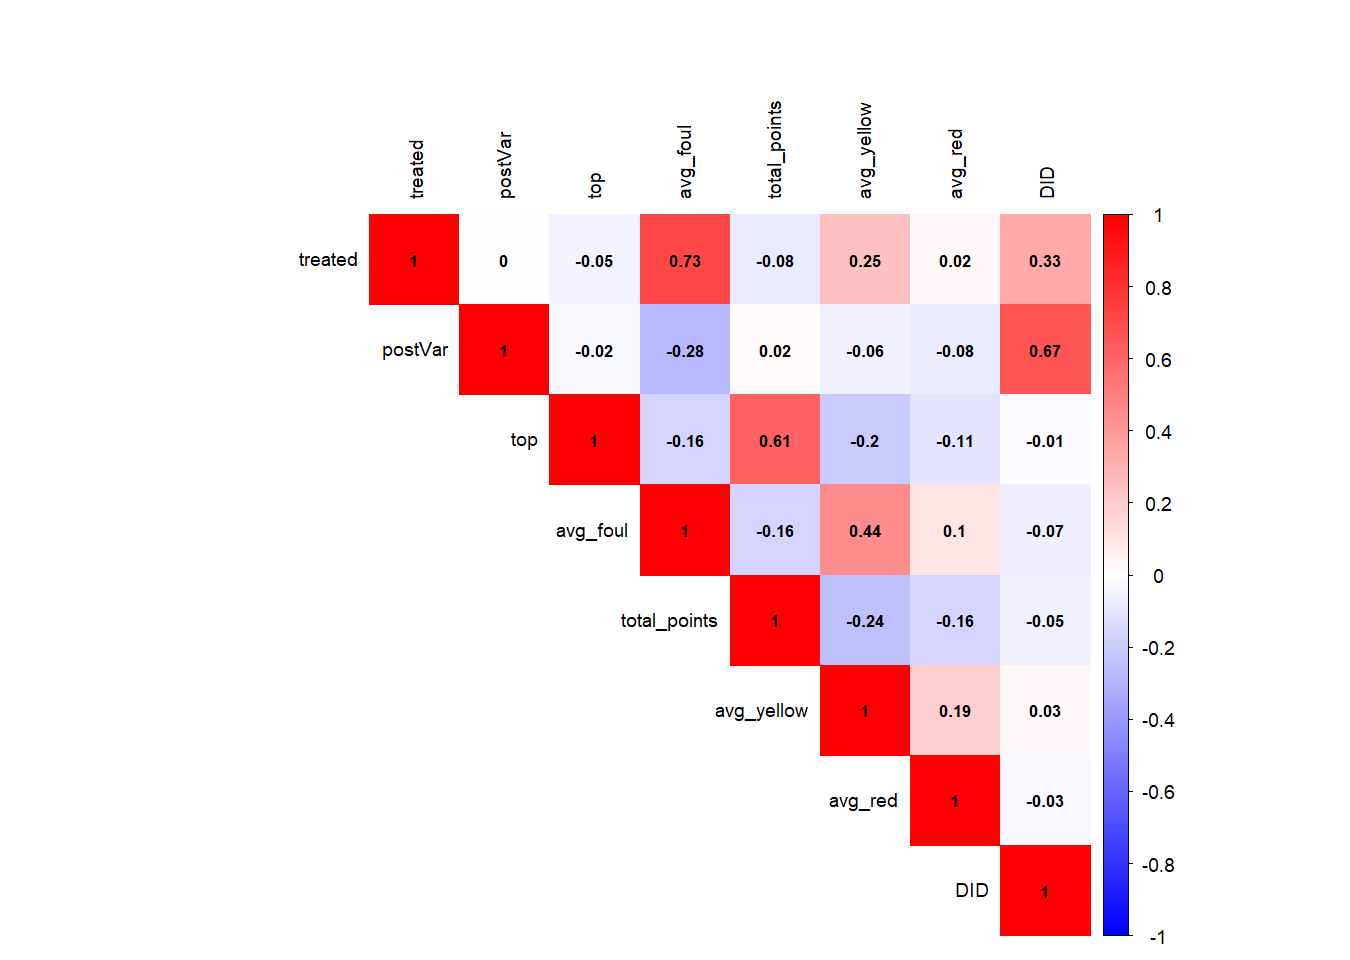 treated postVar top avg_foul total_points avg_yellow avg_red DID
treated 1 0 -0.05 0.73 -0.08 0.25 0.02 0.33
postVar 1 -0.02 -0.28 0.02 -0.06 -0.08 0.67
top 1 -0.16 0.61 -0.2 -0.11 -0.01
avg_foul 1 -0.16 0.44 0.1 -0.07
total_points 1 -0.24 -0.16 -0.05
avg_yellow 1 0.19 0.03
avg_red 1 -0.03
DID 1
1
0.8
0.6
0.4
0.2
0
-0.2
-0.4
-0.6
-0.8
-1